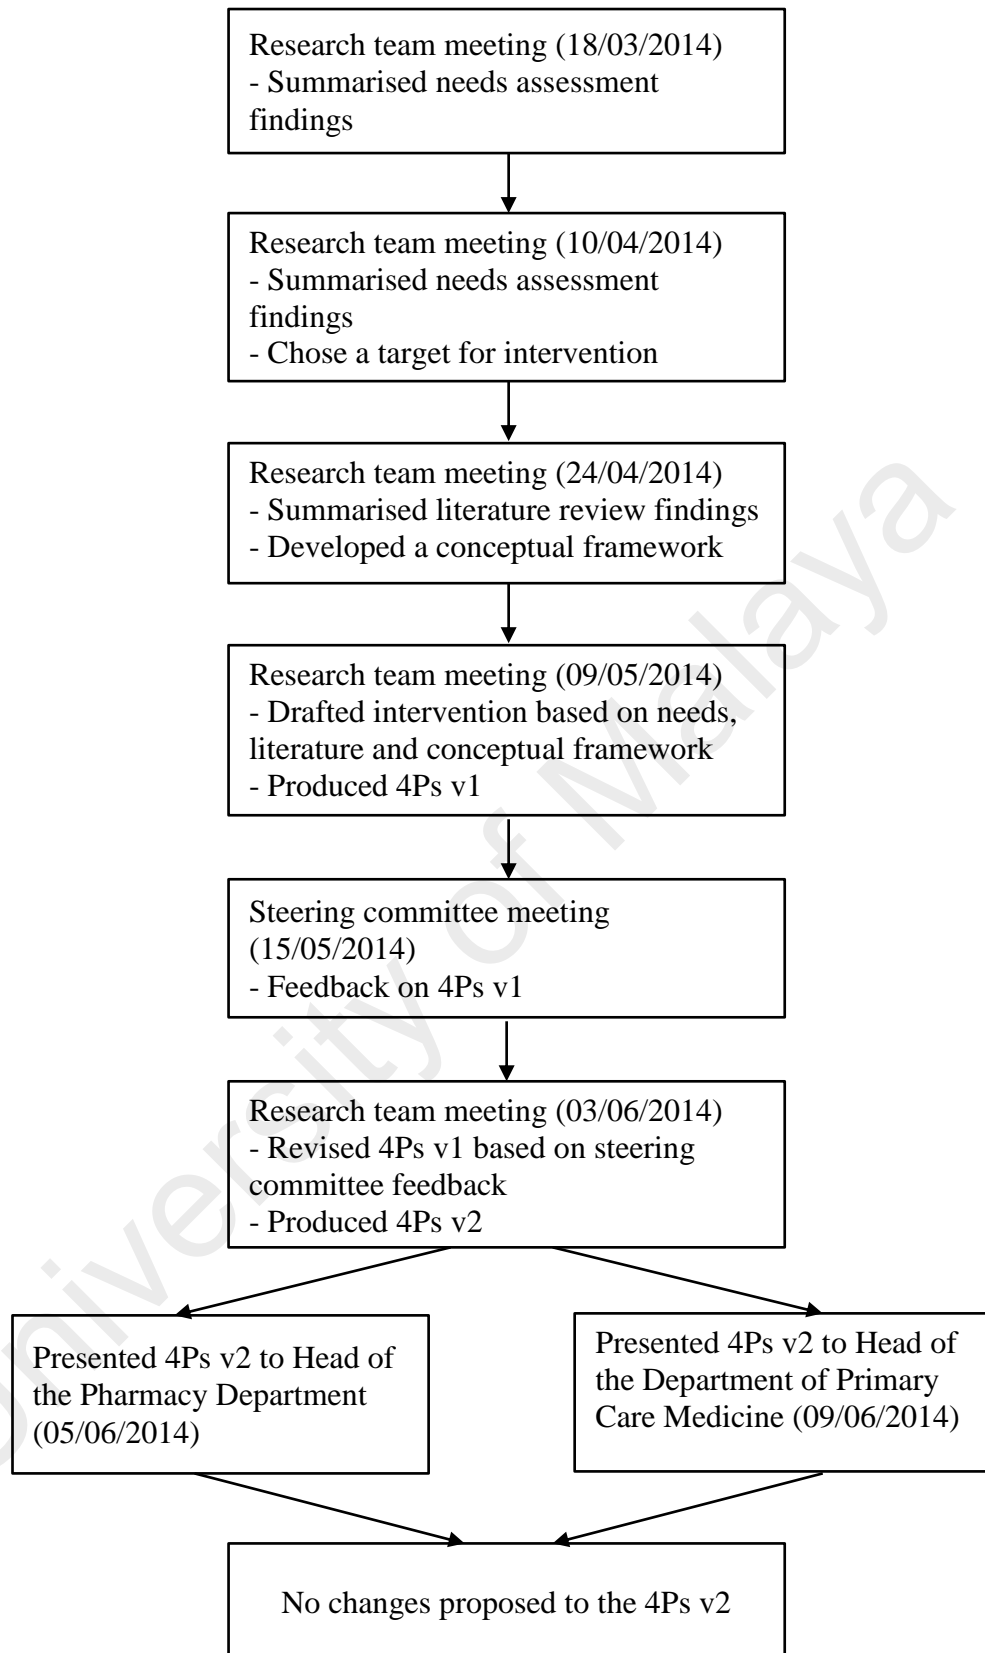 Research team meeting (18/03/2014)
- Summarised needs assessment
findings
Research team meeting (10/04/2014)
- Summarised needs assessment
findings
- Chose a target for intervention
Research team meeting (24/04/2014)
- Summarised literature review findings
- Developed a conceptual framework
Research team meeting (09/05/2014)
- Drafted intervention based on needs,
literature and conceptual framework
- Produced 4Ps v1
Steering committee meeting
(15/05/2014)
- Feedback on 4Ps v1
Research team meeting (03/06/2014)
- Revised 4Ps v1 based on steering
committee feedback
- Produced 4Ps v2
Presented 4Ps v2 to Head of
the Pharmacy Department
(05/06/2014)
Presented 4Ps v2 to Head of
the Department of Primary
Care Medicine (09/06/2014)
No changes proposed to the 4Ps v2
University of Malaya